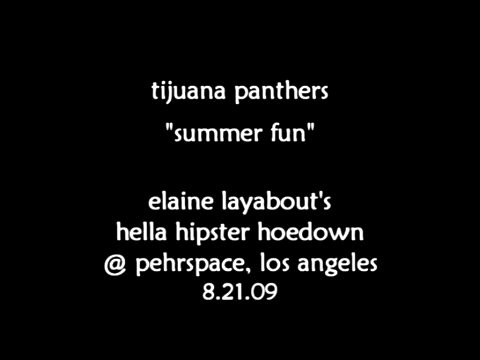 tijuana panthers
"summer fun"
elaine layabout's
hella hipster hoedown
@ pehrspace, los angeles
8.21.09